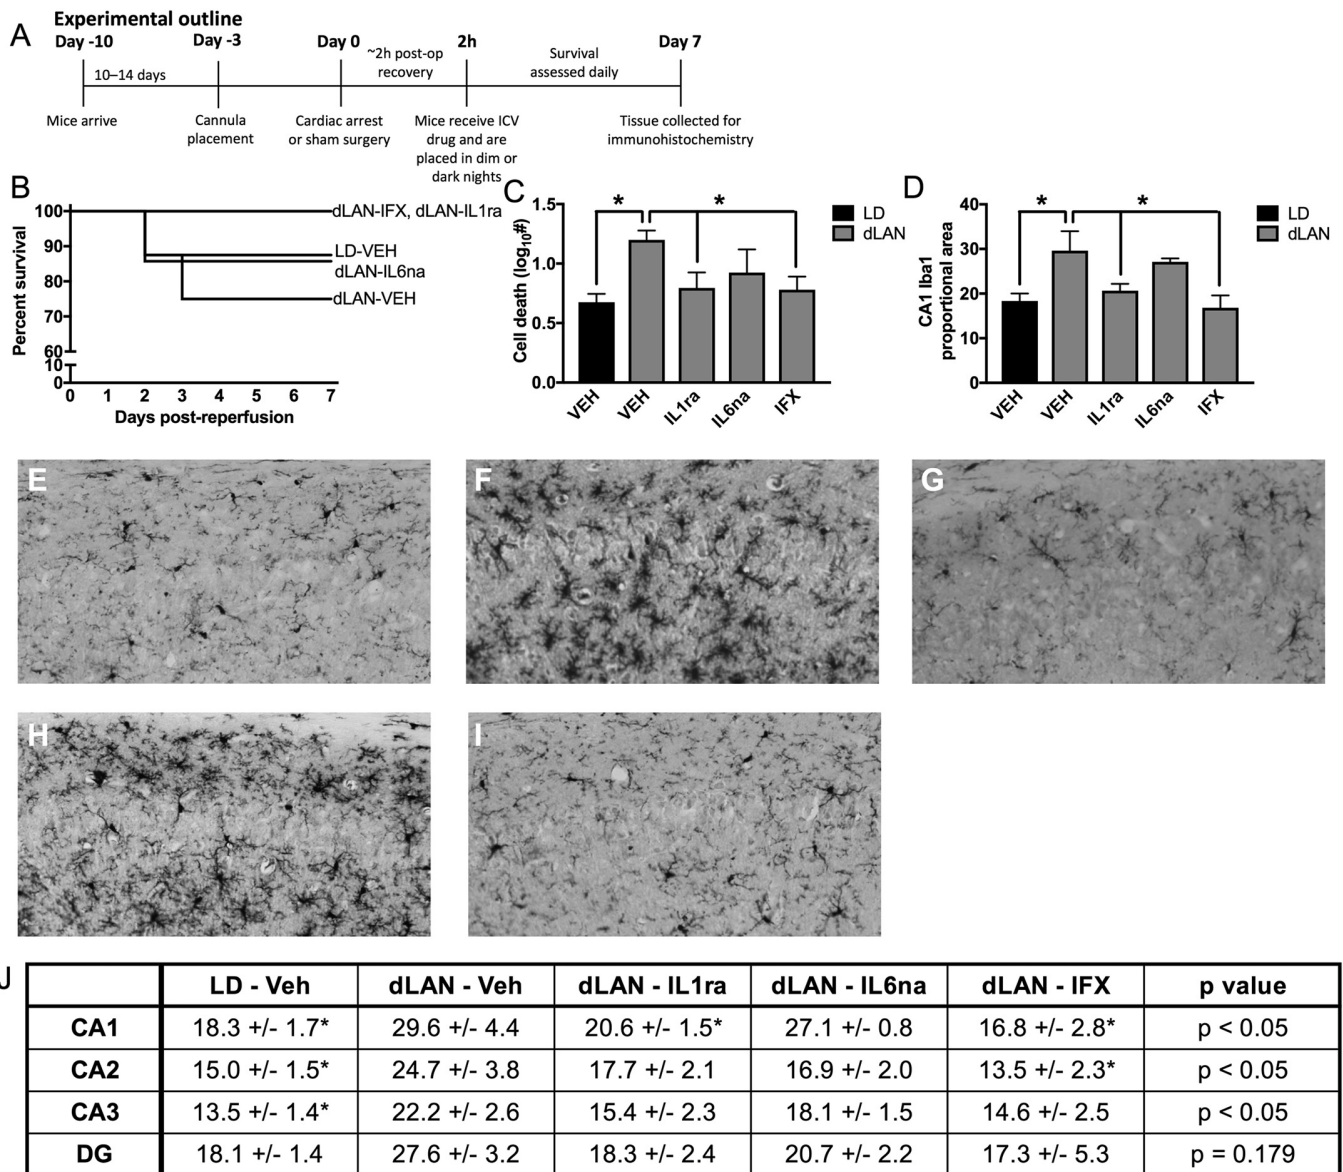 A
Experimental outline
Day -10
Day -3
Day 0
~2h post-op
recovery
2h
Survival
assessed daily
Day 7
10–14 days
Mice arrive
Cannula
placement
Cardiac arrest
or sham surgery
Mice receive ICV
drug and are
placed in dim or
dark nights
Tissue collected for
immunohistochemistry
B
Percent survival
100
90
80
70
60
10
0
0 1 2 3 4 5 6 7
Days post-reperfusion
dLAN-IFX, dLAN-IL1ra
LD-VEH
dLAN-IL6na
dLAN-VEH
C
Cell death (log10#)
1.5
1.0
0.5
0.0
* *
LD
dLAN
VEH VEH IL1ra IL6na IFX
D
CA1 Iba1
proportional area
40
30
20
10
0
* *
LD
dLAN
VEH VEH IL1ra IL6na IFX
E
F
G
H
I
J
LD - Veh dLAN - Veh dLAN - IL1ra dLAN - IL6na dLAN - IFX p value
CA1 18.3 +/- 1.7* 29.6 +/- 4.4 20.6 +/- 1.5* 27.1 +/- 0.8 16.8 +/- 2.8* p < 0.05
CA2 15.0 +/- 1.5* 24.7 +/- 3.8 17.7 +/- 2.1 16.9 +/- 2.0 13.5 +/- 2.3* p < 0.05
CA3 13.5 +/- 1.4* 22.2 +/- 2.6 15.4 +/- 2.3 18.1 +/- 1.5 14.6 +/- 2.5 p < 0.05
DG 18.1 +/- 1.4 27.6 +/- 3.2 18.3 +/- 2.4 20.7 +/- 2.2 17.3 +/- 5.3 p = 0.179